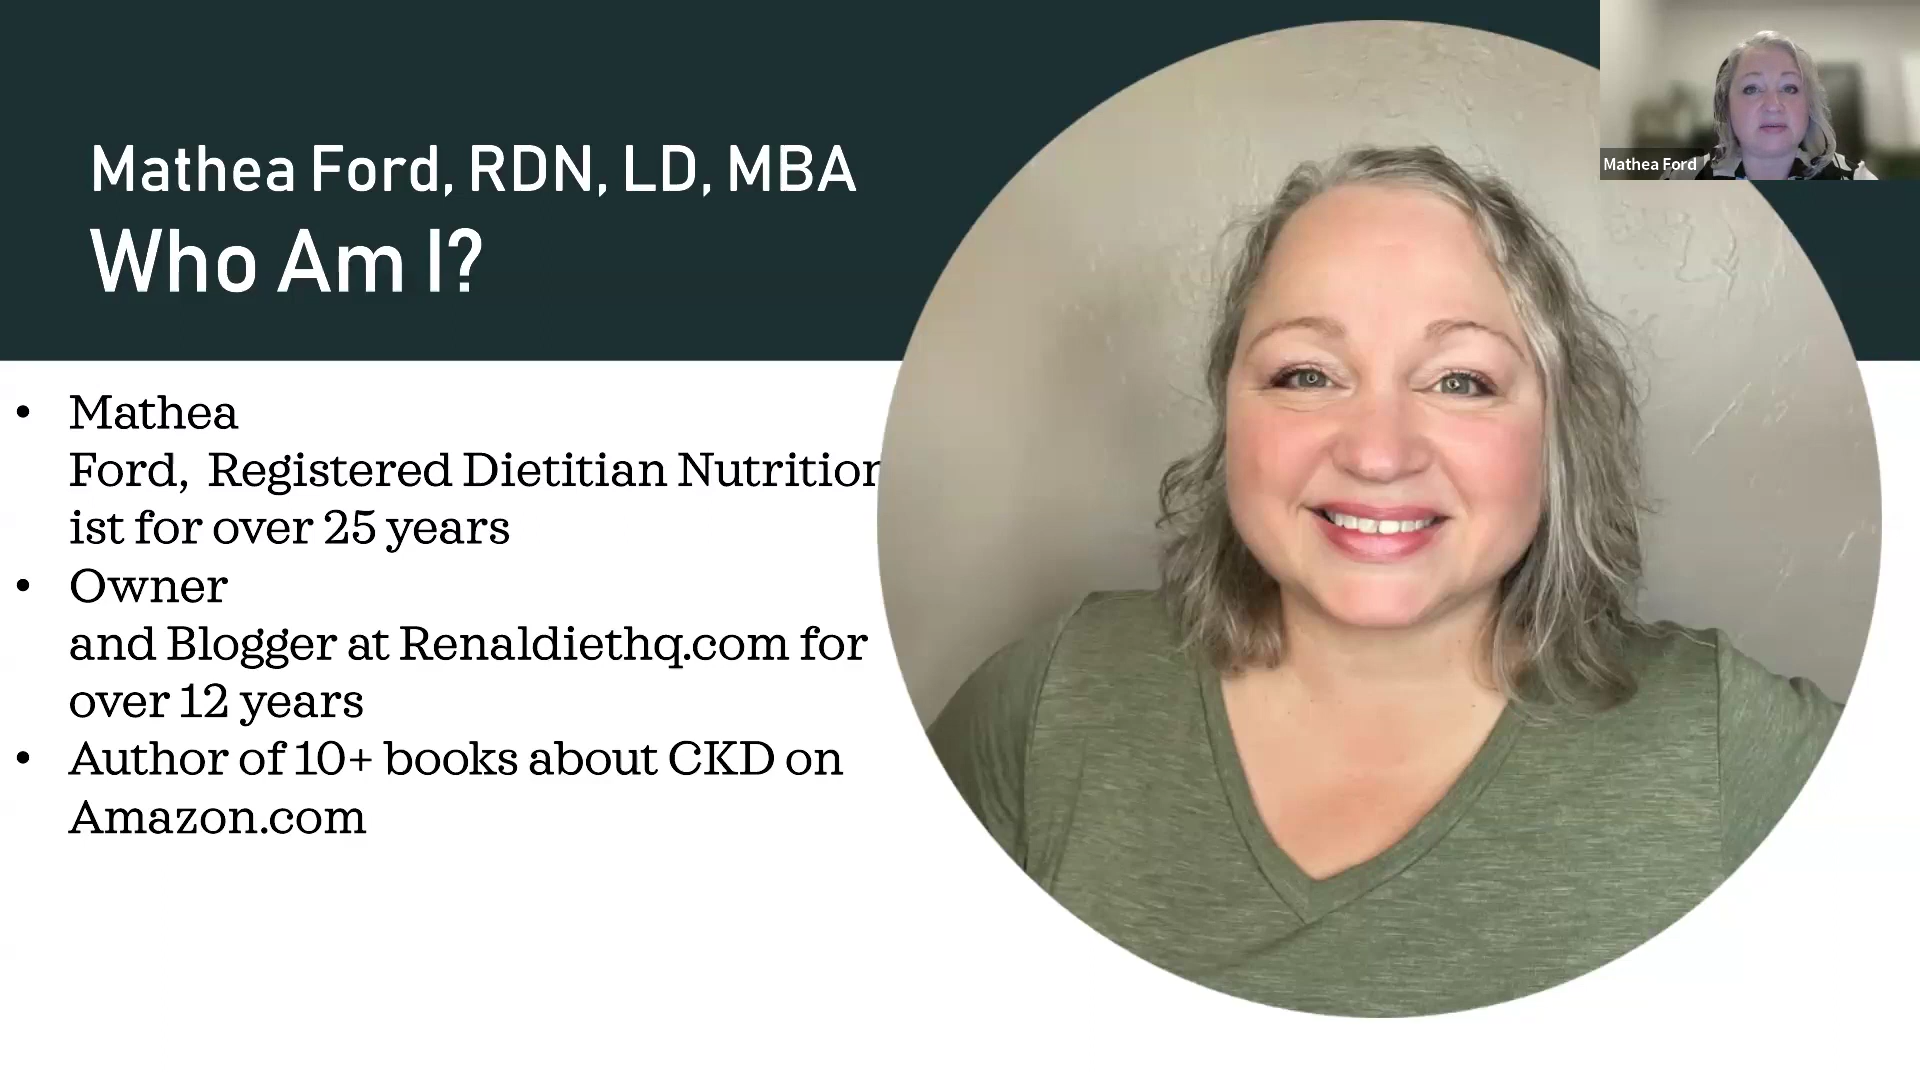 Mathea Ford, RDN, LD, MBA
Who Am I?
Mathea Ford
• Mathea
Ford, Registered Dietitian Nutrition
ist for over 25 years
• Owner
and Blogger at Renaldiethq.com for
over 12 years
• Author of 10+ books about CKD on
Amazon.com